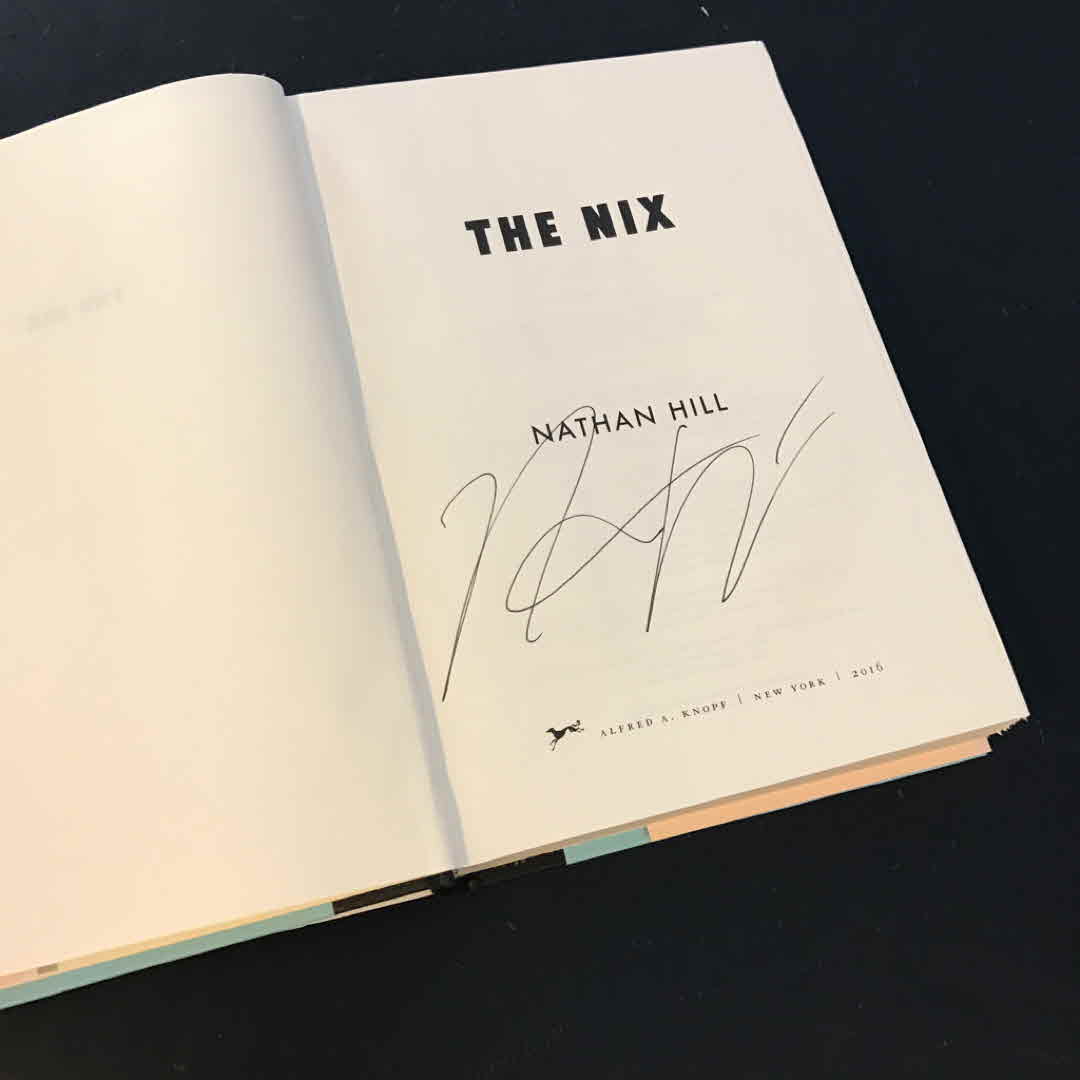 THE NIX
NATHAN HILL
ALFRED A. KNOPF | NEW YORK | 2016